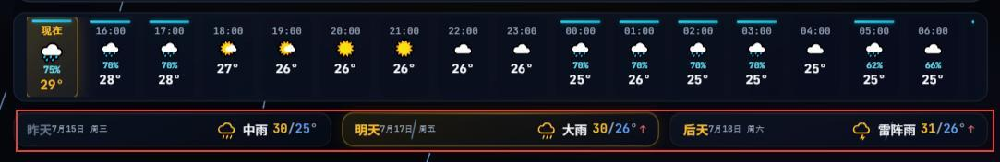 现在 16:00 17:00 18:00 19:00 20:00 21:00 22:00 23:00 00:00 01:00 02:00 03:00 04:00 05:00 06:00
75% 70% 70% 70% 70% 70% 70% 62% 66%
29° 28° 28° 27° 26° 26° 26° 26° 26° 25° 26° 25° 25° 25° 25° 25°
昨天7月15日 周三 中雨 30/25° 明天7月17日 周五 大雨 30/26°↑ 后天7月18日 周六 雷阵雨 31/26°↑